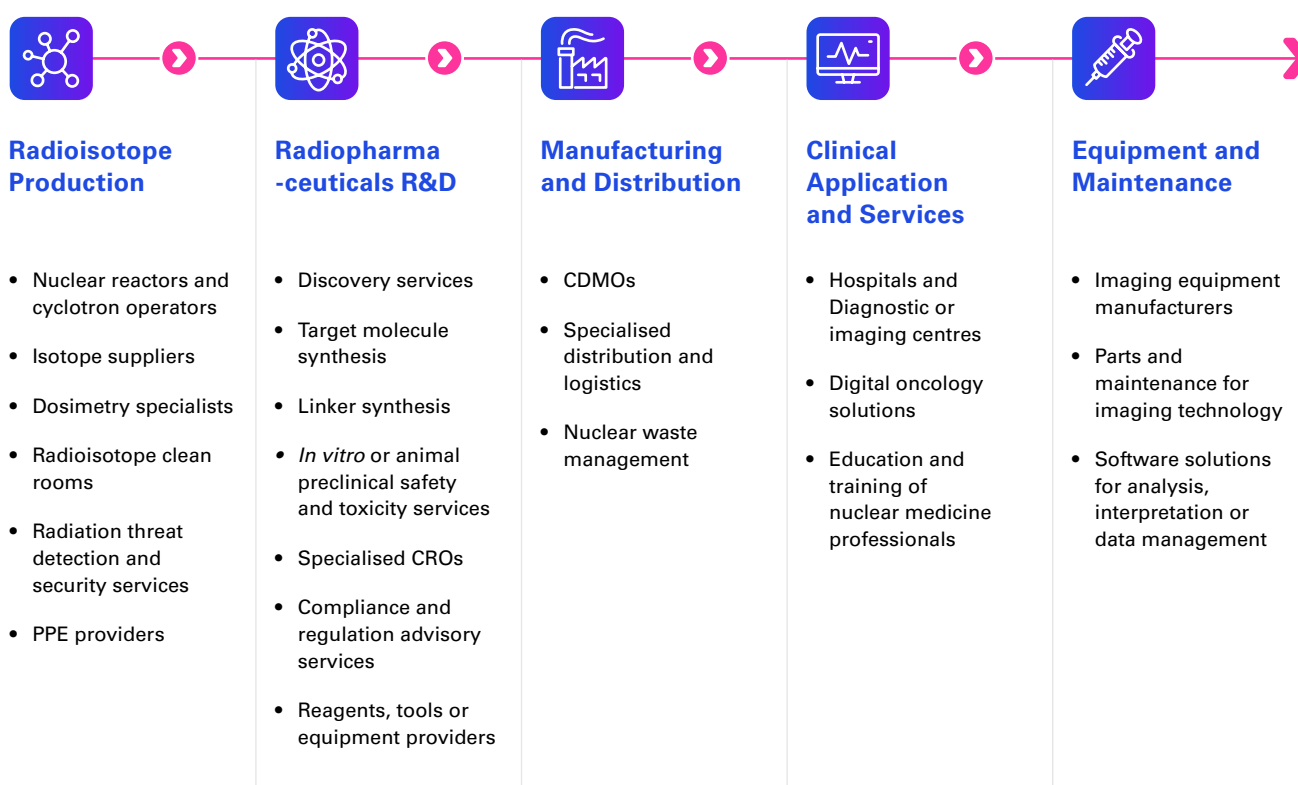 Radioisotope
Production
• Nuclear reactors and
cyclotron operators
• Isotope suppliers
• Dosimetry specialists
• Radioisotope clean
rooms
• Radiation threat
detection and
security services
• PPE providers
Radiopharma
-ceuticals R&D
• Discovery services
• Target molecule
synthesis
• Linker synthesis
• In vitro or animal
preclinical safety
and toxicity services
• Specialised CROs
• Compliance and
regulation advisory
services
• Reagents, tools or
equipment providers
Manufacturing
and Distribution
• CDMOs
• Specialised
distribution and
logistics
• Nuclear waste
management
Clinical
Application
and Services
• Hospitals and
Diagnostic or
imaging centres
• Digital oncology
solutions
• Education and
training of
nuclear medicine
professionals
Equipment and
Maintenance
• Imaging equipment
manufacturers
• Parts and
maintenance for
imaging technology
• Software solutions
for analysis,
interpretation or
data management